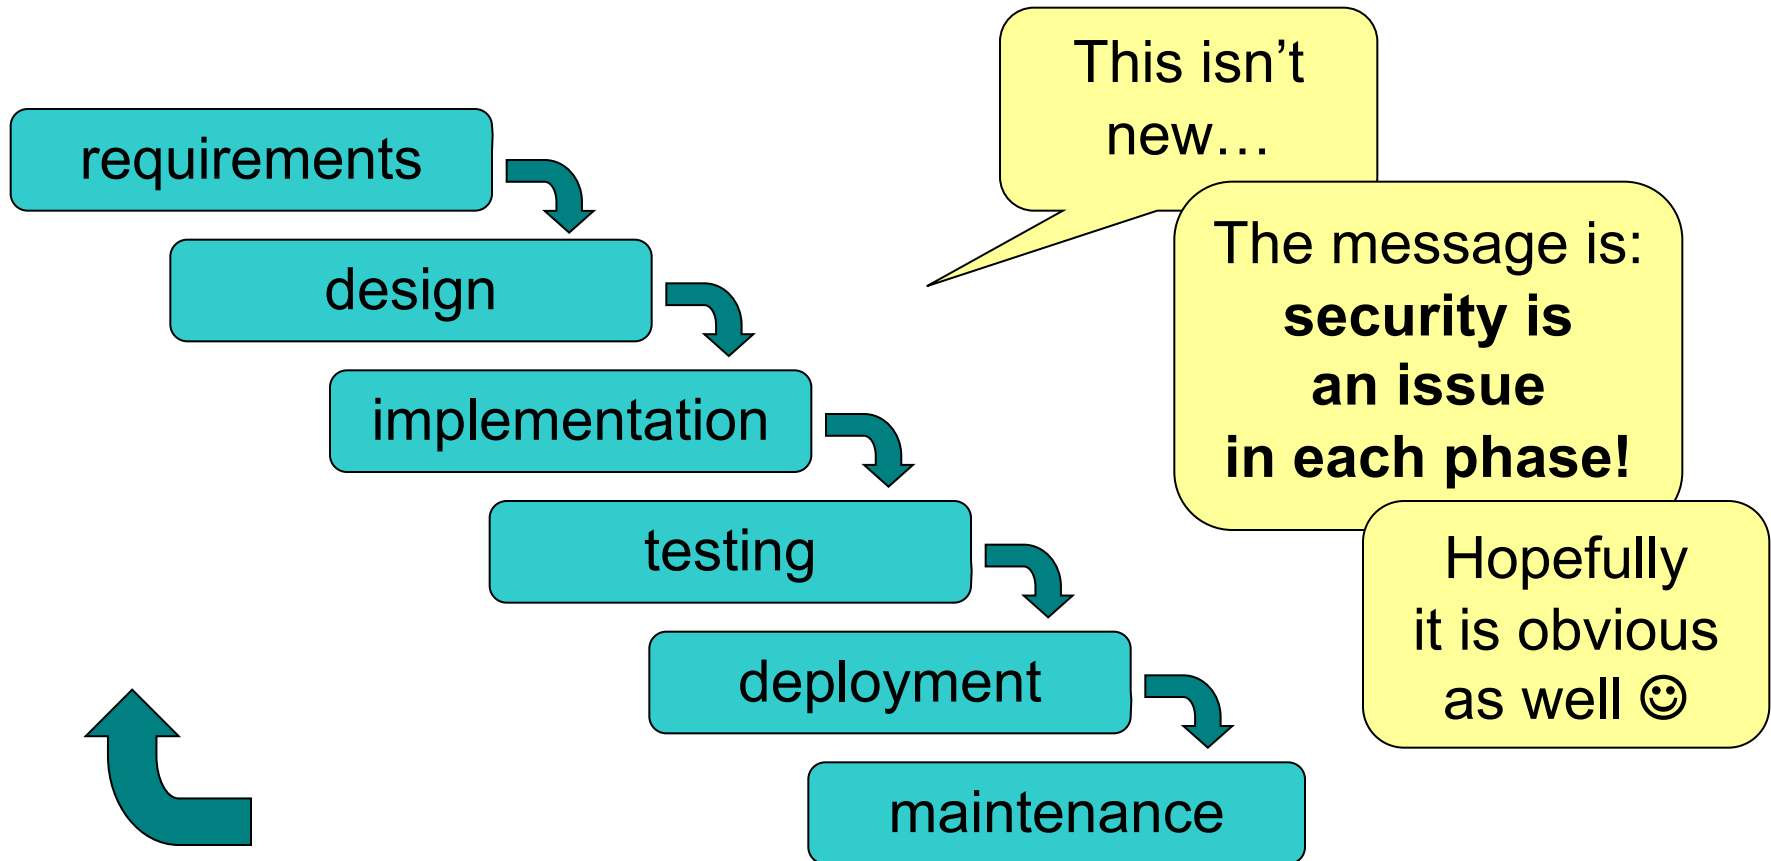 requirements
design
implementation
testing
deployment
maintenance
This isn’t
new…
The message is:
security is
an issue
in each phase!
Hopefully
it is obvious
as well ☺